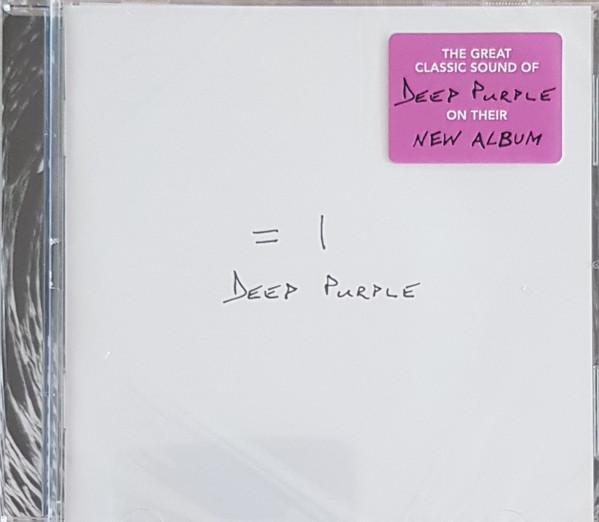 THE GREAT
CLASSIC SOUND OF
DEEP PURPLE
ON THEIR
NEW ALBUM
= 1
DEEP PURPLE